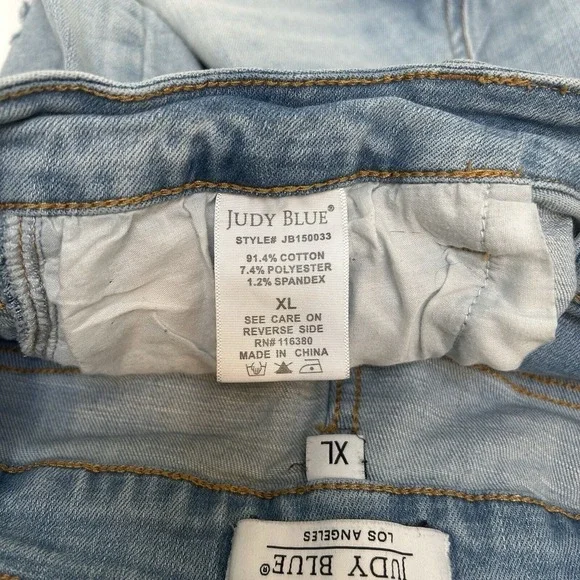 JUDY BLUE®
STYLE# JB150033
91.4% COTTON
7.4% POLYESTER
1.2% SPANDEX
XL
SEE CARE ON
REVERSE SIDE
RN# 116380
MADE IN CHINA
XL
JUDY BLUE®
LOS ANGELES